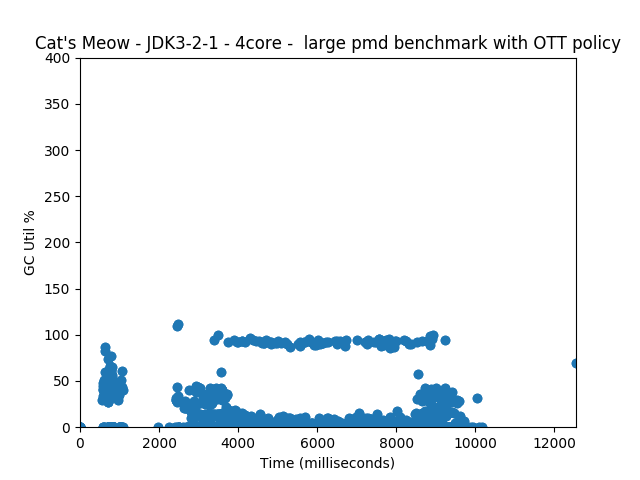 Cat's Meow - JDK3-2-1 - 4core -  large pmd benchmark with OTT policy
400
350
300
250
200
150
100
50
0
GC Util %
0 2000 4000 6000 8000 10000 12000
Time (milliseconds)